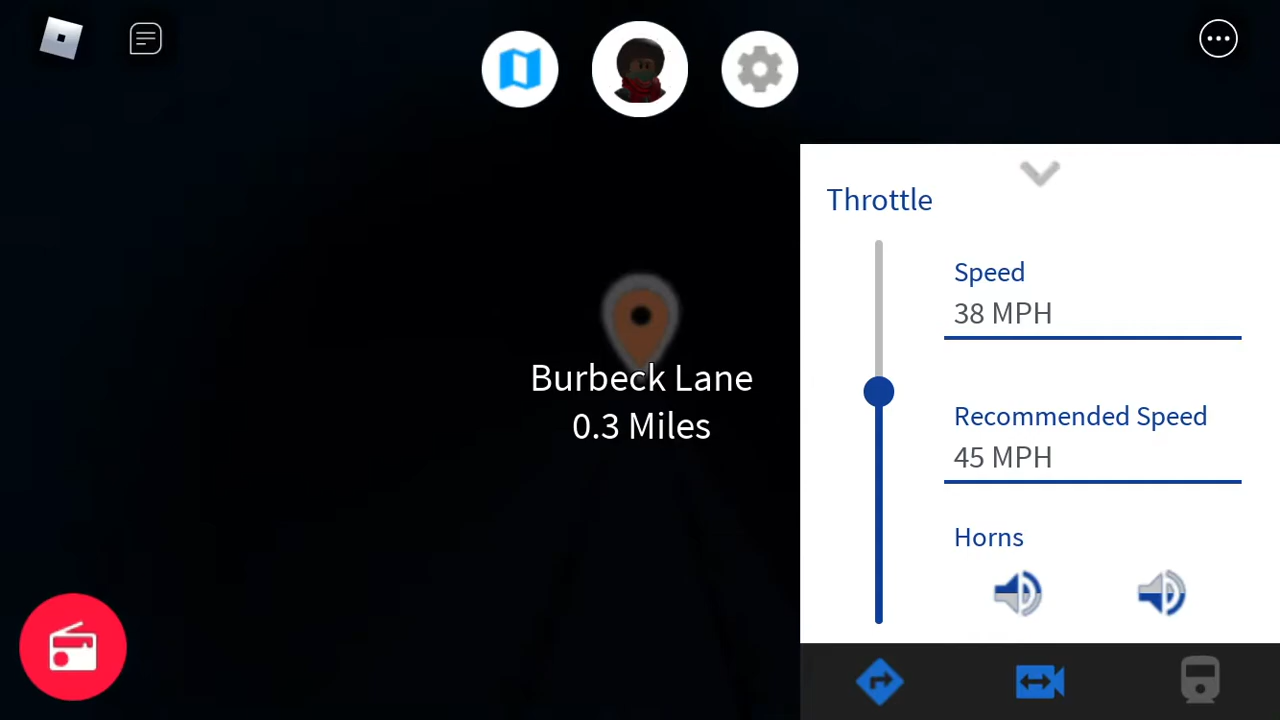 Throttle
Speed
38 MPH
Burbeck Lane
0.3 Miles
Recommended Speed
45 MPH
Horns